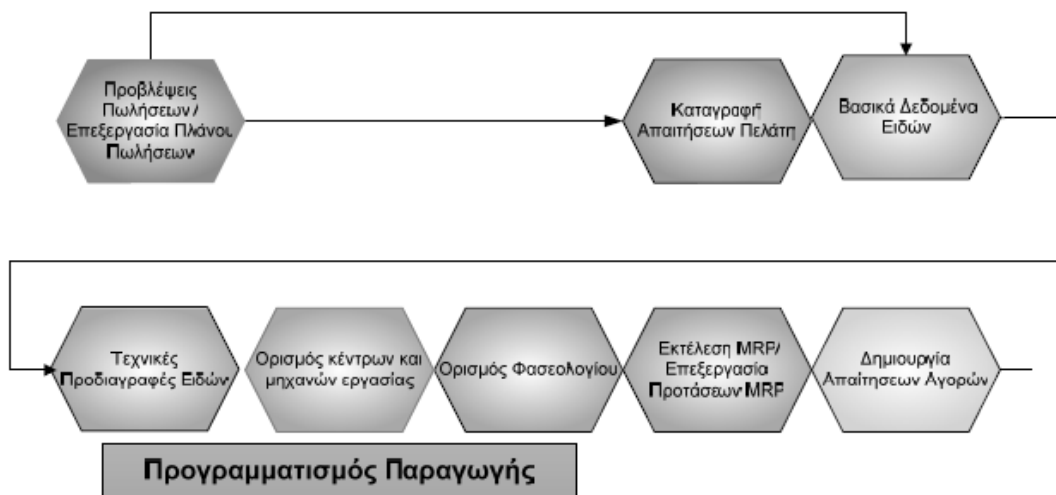 Προβλέψεις
Πωλήσεων /
Επεξεργασία Πλάνου
Πωλήσεων
Καταγραφή
Απαιτήσεων Πελάτη
Βασικά Δεδομένα
Ειδών
Τεχνικές
Προδιαγραφές Ειδών
Ορισμός κέντρων και
μηχανών εργασίας
Ορισμός Φασεολογίου
Εκτέλεση MRP/
Επεξεργασία
Προτάσεων MRP
Δημιουργία
Απαίτησεων Αγορών
Προγραμματισμός Παραγωγής